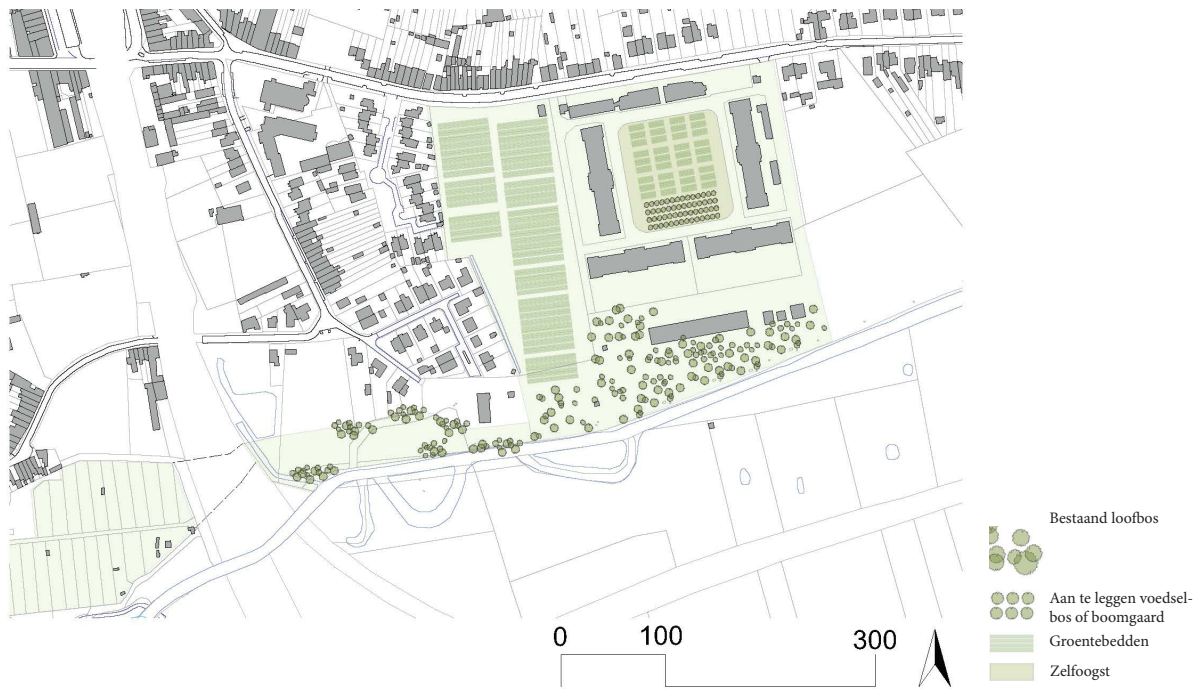 Bestaand loofbos
Aan te leggen voedsel-
bos of boomgaard
Groentebedden
Zelfoogst
0 100 300